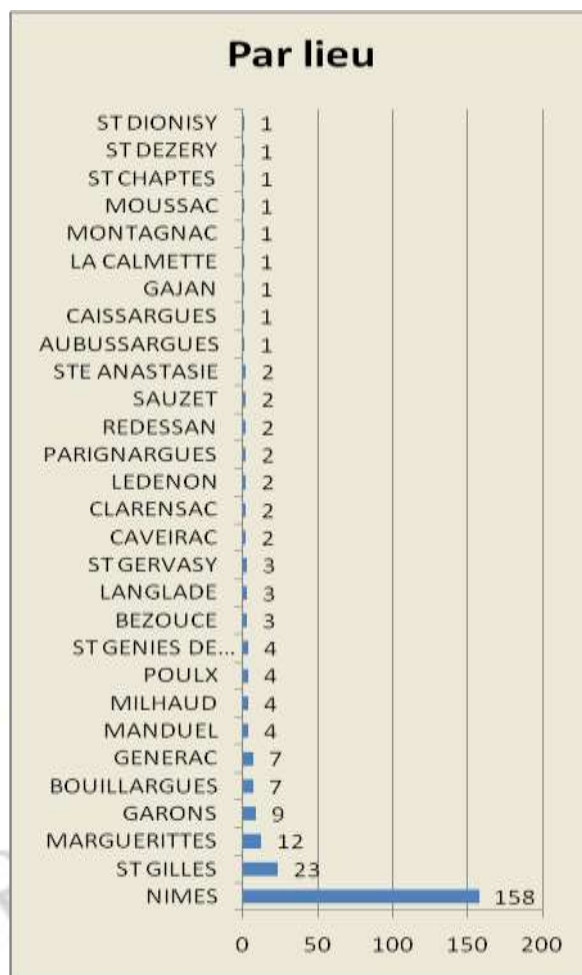 Par lieu
ST DIONISY 1
ST DEZERY 1
ST CHAPTES 1
MOUSSAC 1
MONTAGNAC 1
LA CALMETTE 1
GAJAN 1
CAISSARGUES 1
AUBUSSARGUES 1
STE ANASTASIE 2
SAUZET 2
REDESSAN 2
PARIGNARGUES 2
LEDENON 2
CLARENSAC 2
CAVEIRAC 2
ST GERVASY 3
LANGLADE 3
BEZOUCE 3
ST GENIES DE... 4
POULX 4
MILHAUD 4
MANDUEL 4
GENERAC 7
BOUILLARGUES 7
GARONS 9
MARGUERITTES 12
ST GILLES 23
NIMES 158
0 50 100 150 200